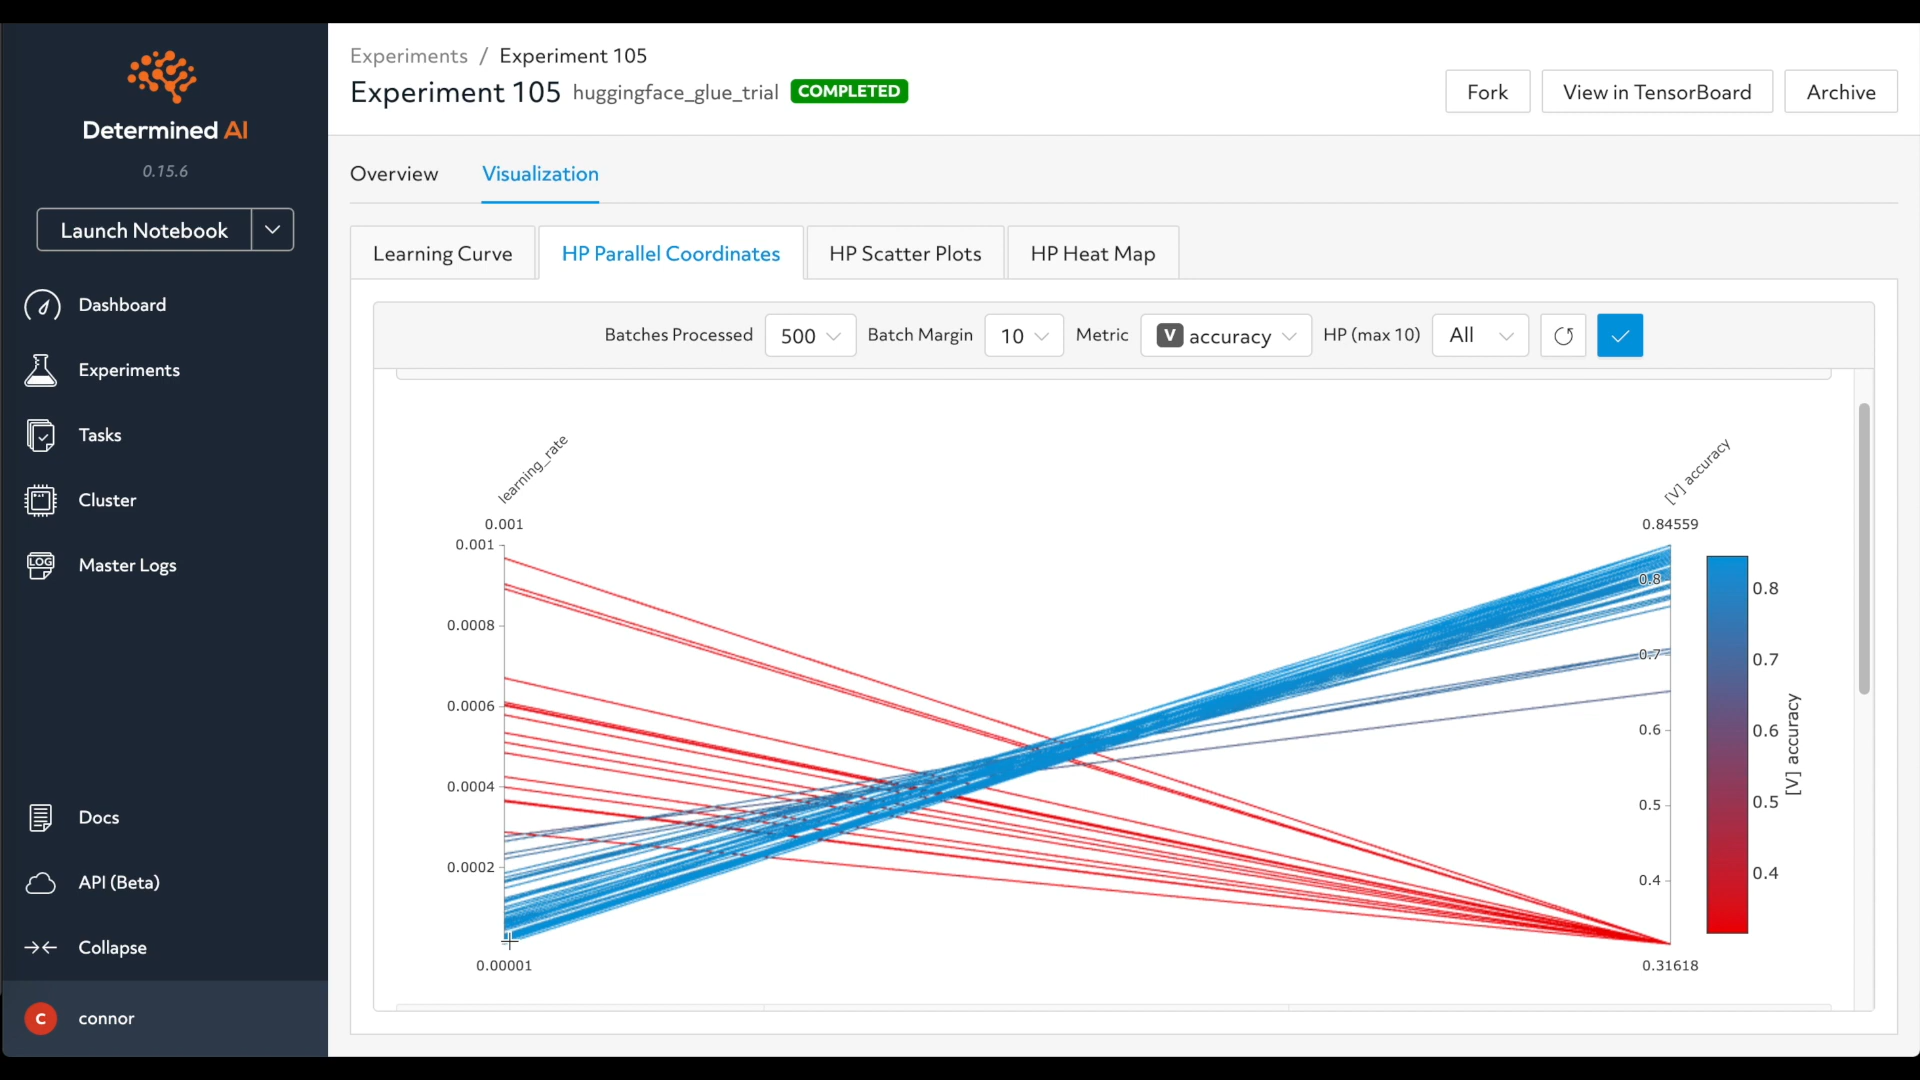 Determined AI
0.15.6
Launch Notebook
Dashboard
Experiments
Tasks
Cluster
LOG
Master Logs
Docs
API (Beta)
Collapse
C
connor
Experiments / Experiment 105
Experiment 105 huggingface_glue_trial COMPLETED
Fork
View in TensorBoard
Archive
Overview
Visualization
Learning Curve
HP Parallel Coordinates
HP Scatter Plots
HP Heat Map
Batches Processed 500 Batch Margin 10 Metric V accuracy HP (max 10) All
learning_rate
0.001
0.001
0.0008
0.0006
0.0004
0.0002
0.00001
[V] accuracy
0.84559
0.8
0.7
0.6
0.5
0.4
0.31618
0.8
0.7
0.6
0.5
0.4
[V] accuracy